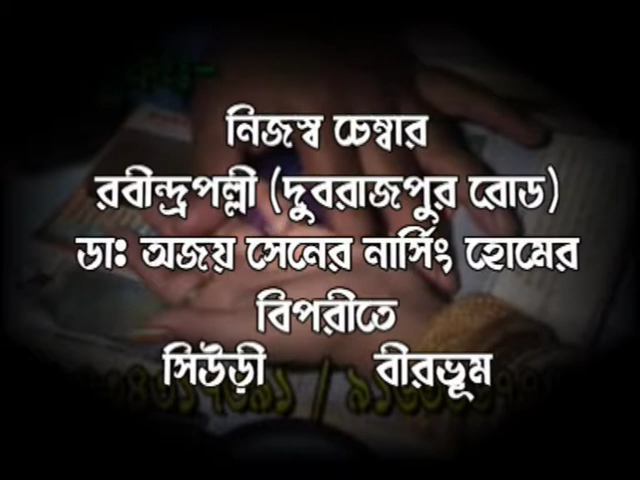 নিজস্ব চেম্বার
রবীন্দ্রপল্লী (দুবরাজপুর রোড)
ডাঃ অজয় সেনের নার্সিং হোমের
বিপরীতে
সিউড়ী বীরভূম